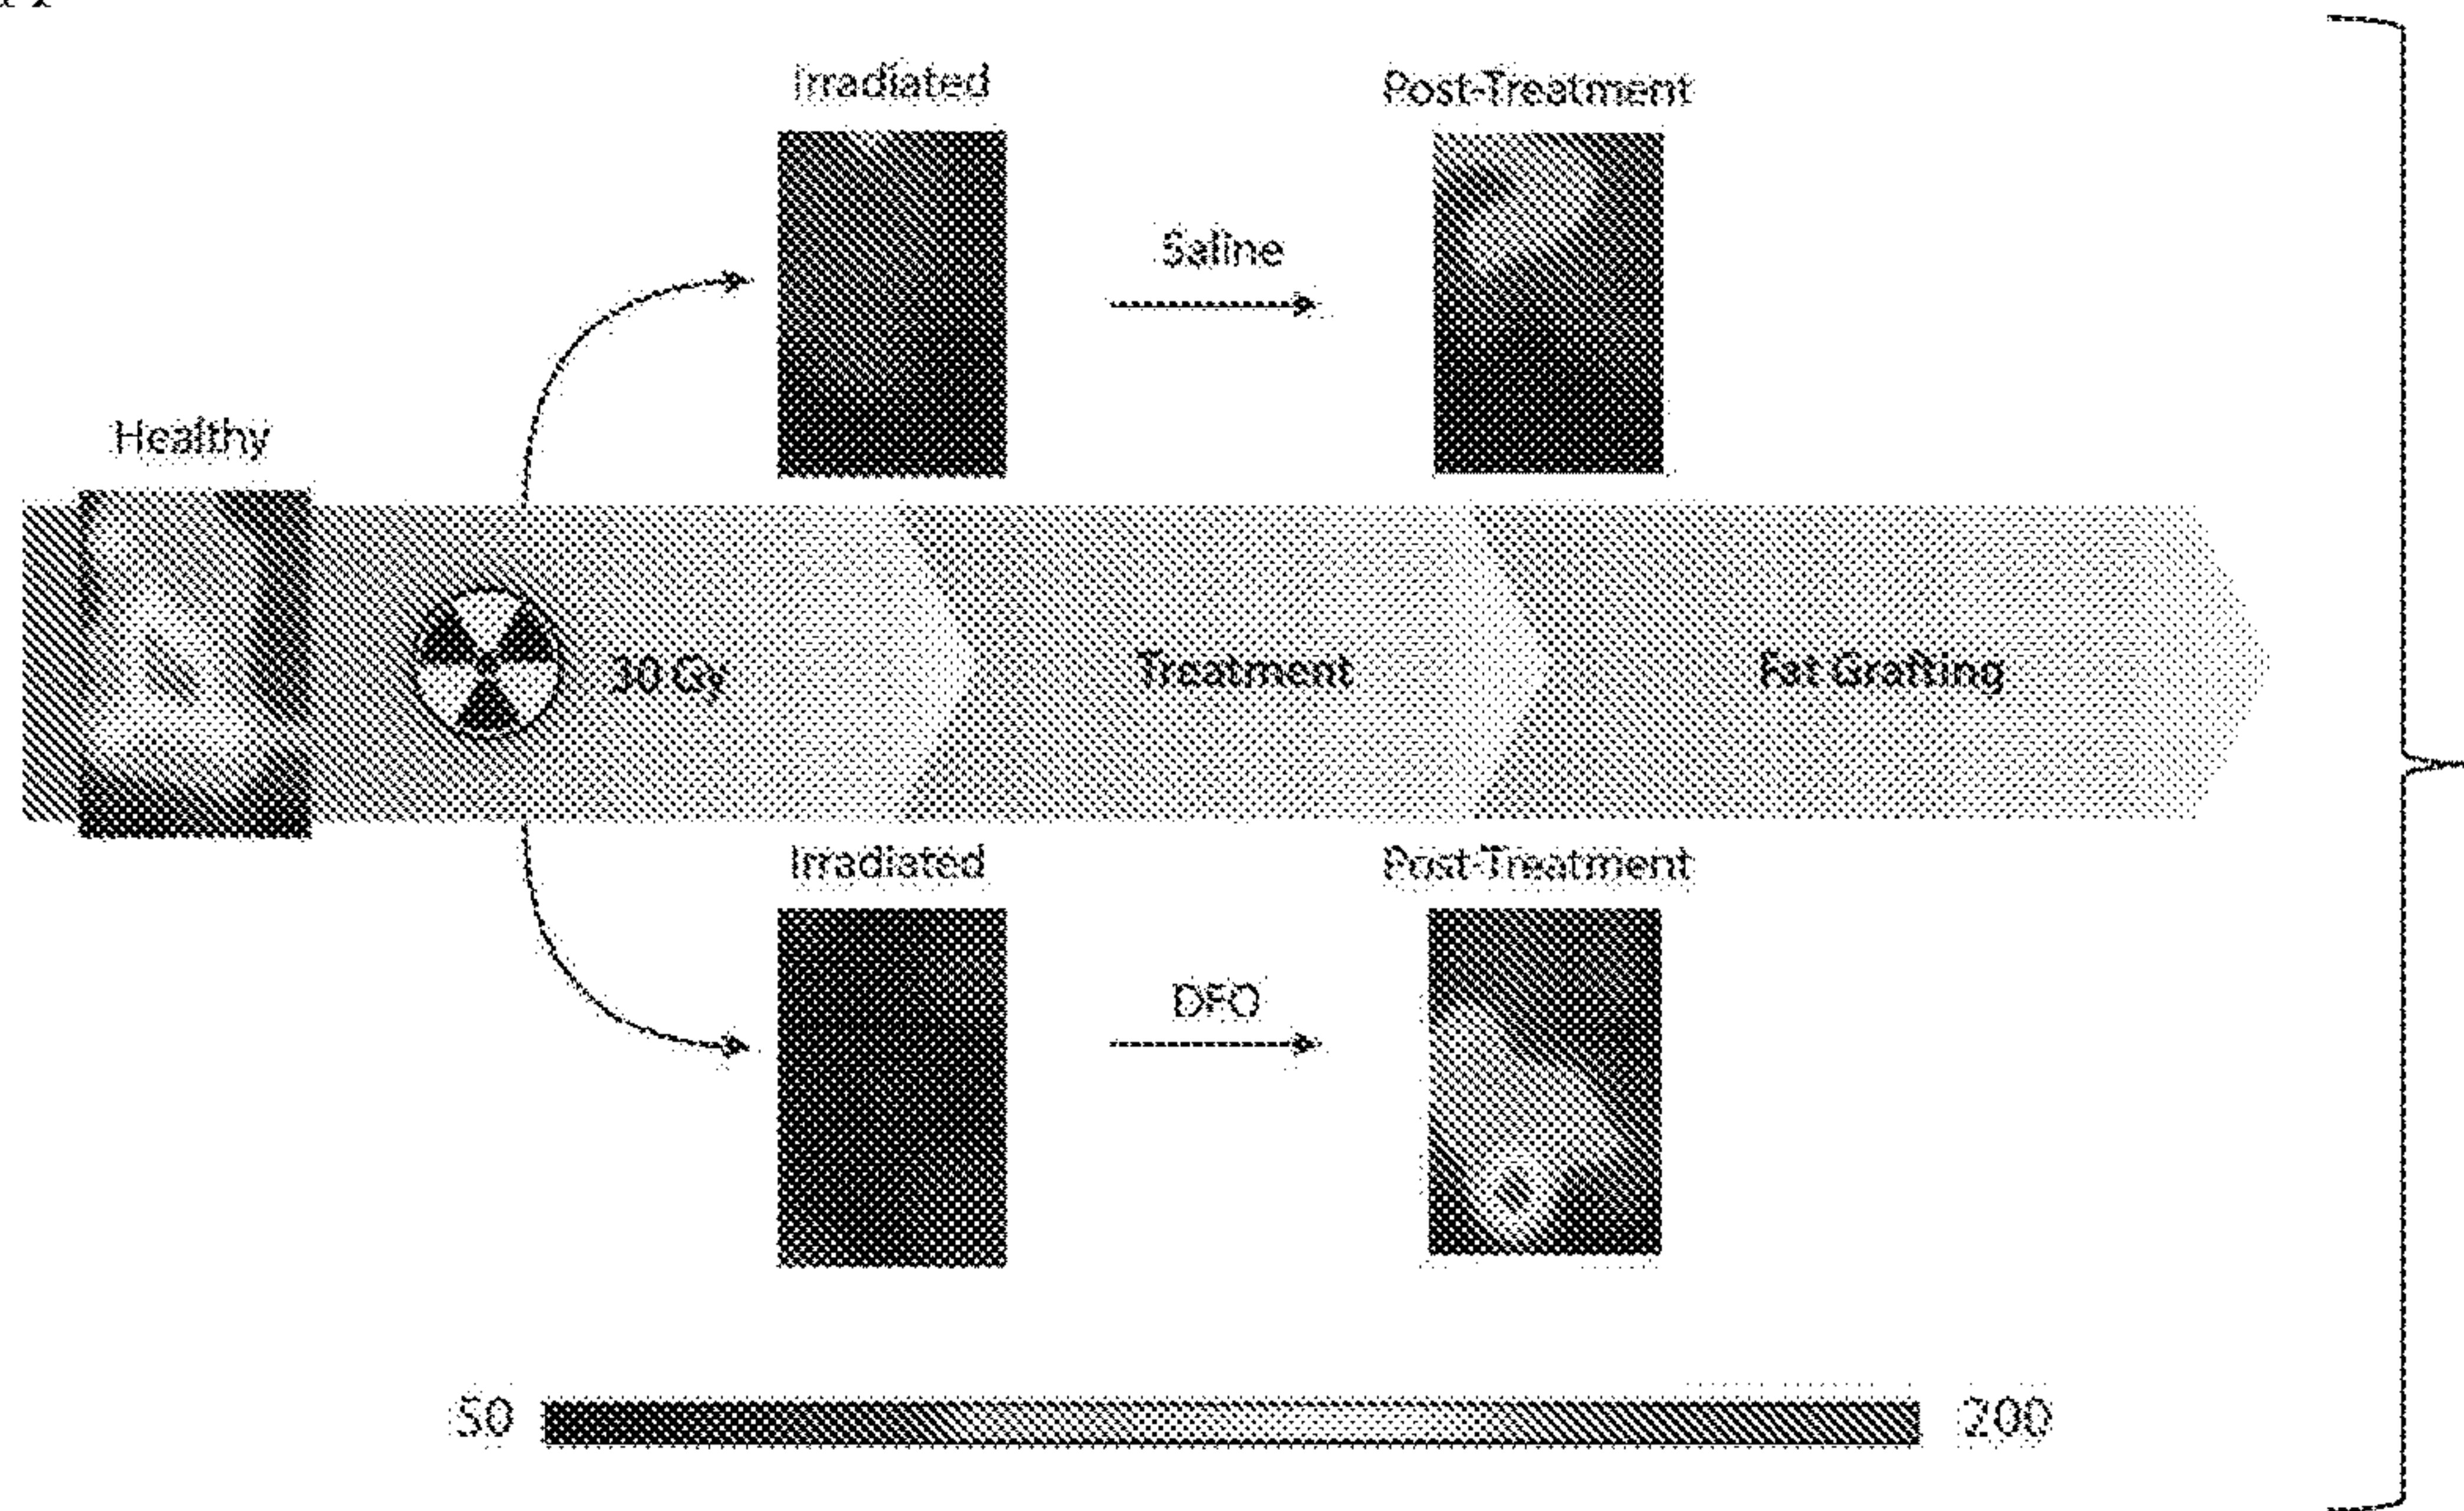 Irradiated
Post-Treatment
Saline
Healthy
30 Gy
Treatment
Fat Grafting
Irradiated
Post-Treatment
DFO
50
200